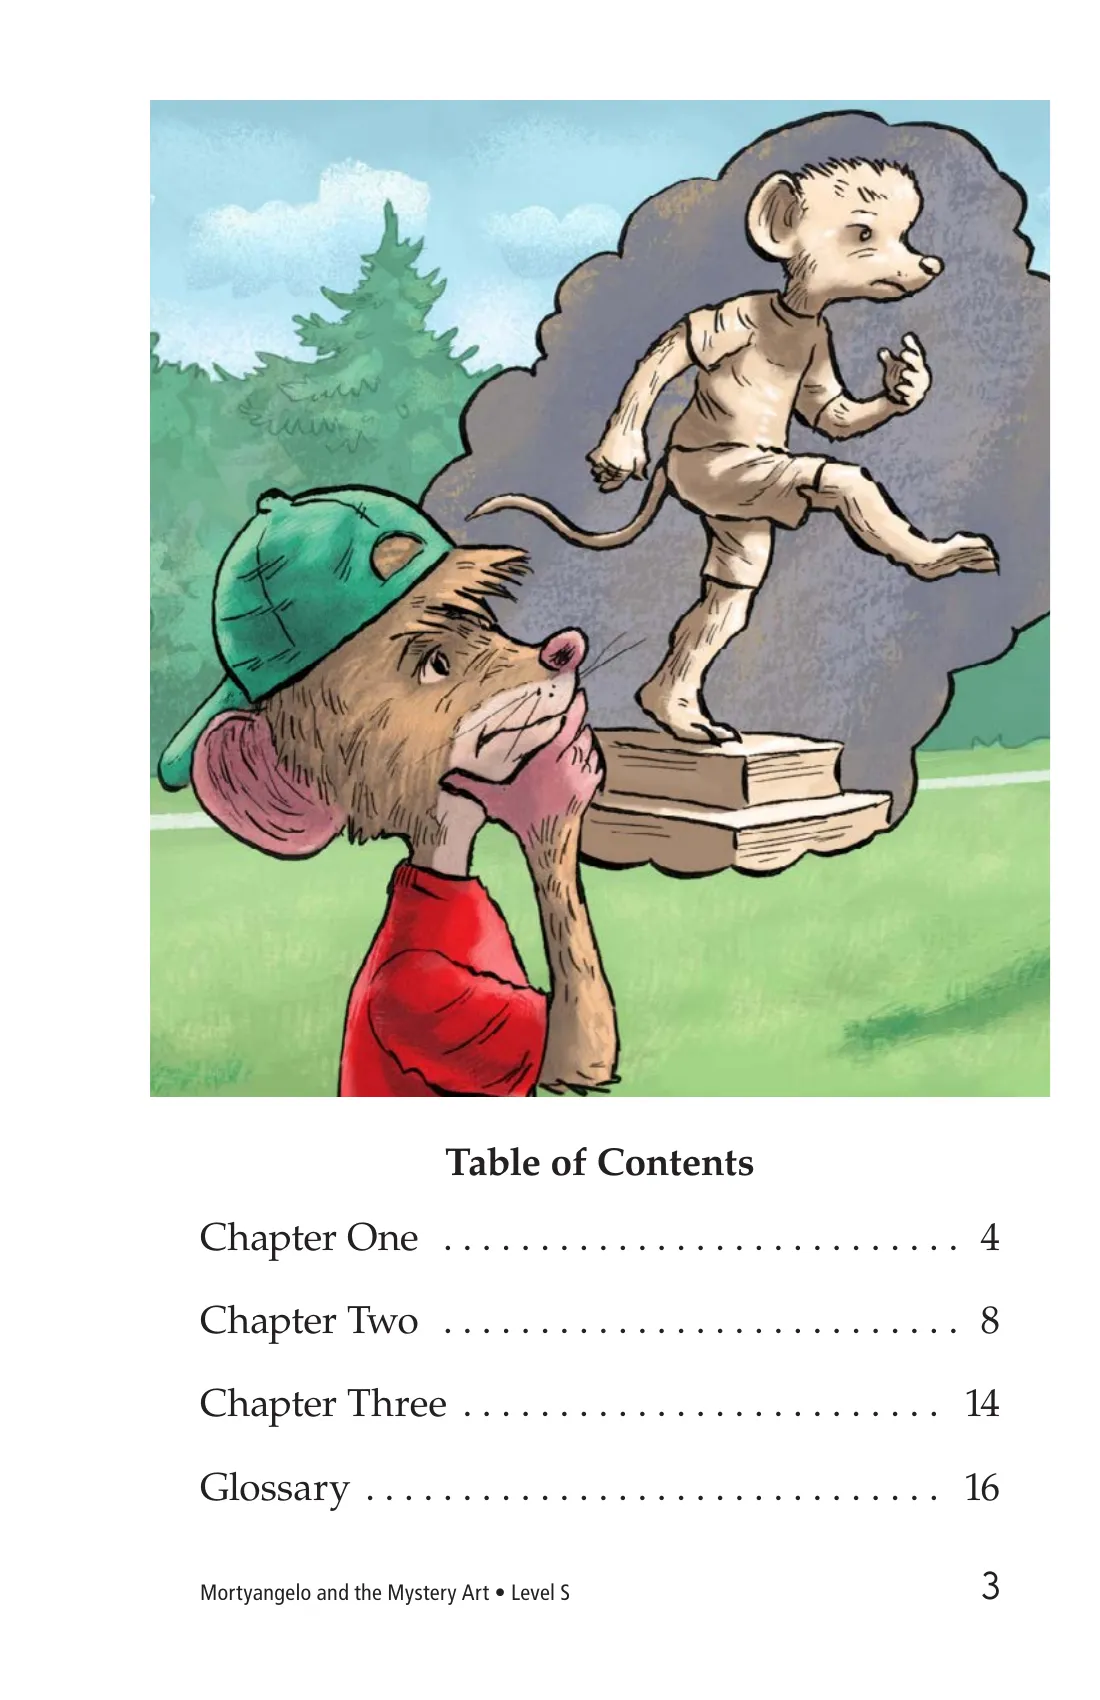 Table of Contents
Chapter One . . . . . . . . . . . . . . . . . . . . . . . . . . . 4
Chapter Two . . . . . . . . . . . . . . . . . . . . . . . . . . . 8
Chapter Three . . . . . . . . . . . . . . . . . . . . . . . . . 14
Glossary . . . . . . . . . . . . . . . . . . . . . . . . . . . . . . 16
Mortyangelo and the Mystery Art • Level S 3